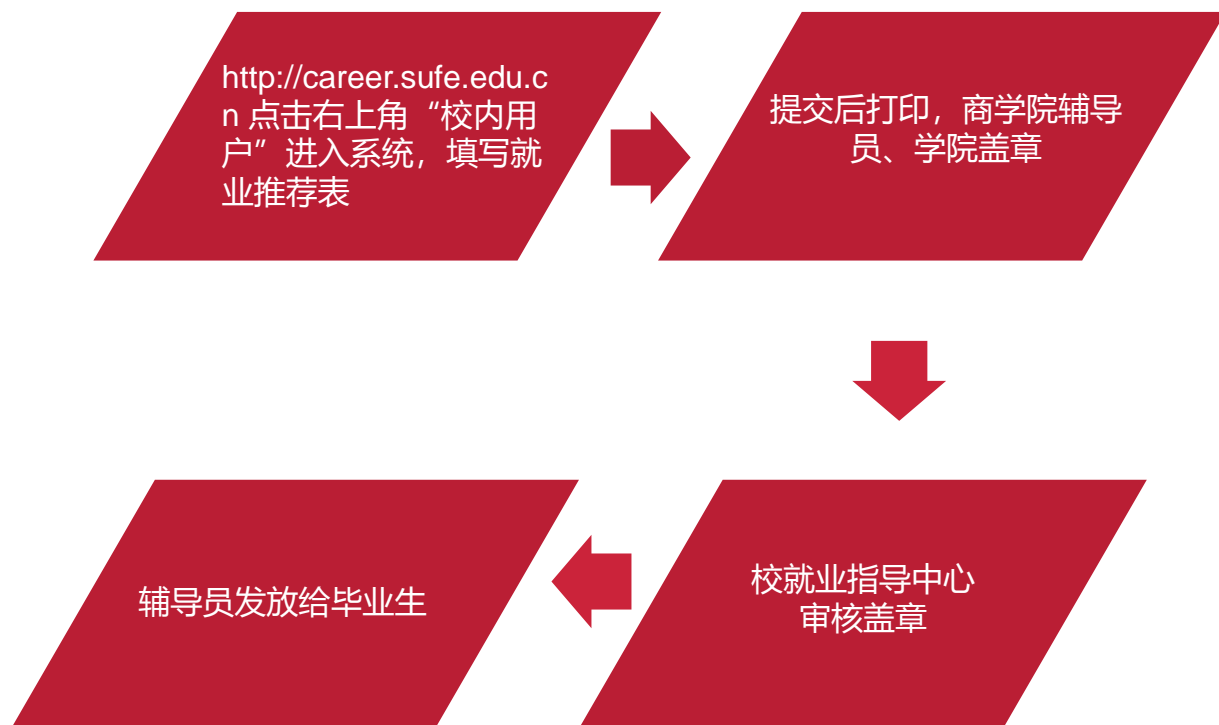 http://career.sufe.edu.c
n 点击右上角“校内用
户”进入系统，填写就
业推荐表
提交后打印，商学院辅导
员、学院盖章
校就业指导中心
审核盖章
辅导员发放给毕业生